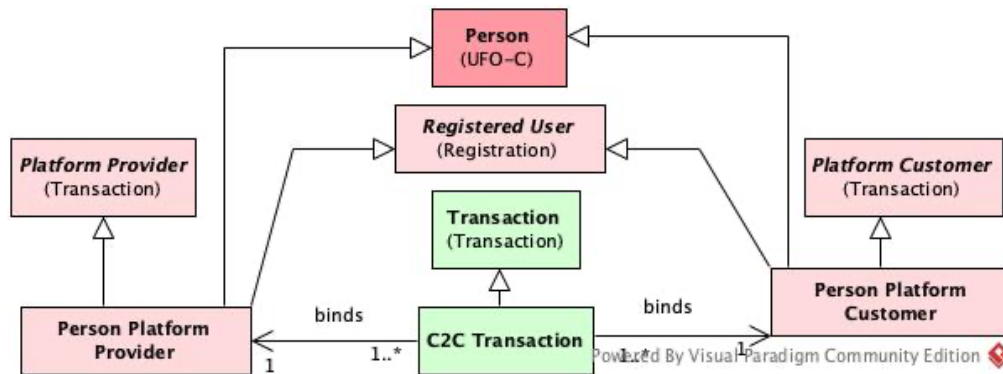 Person
(UFO-C)
Registered User
(Registration)
Platform Provider
(Transaction)
Platform Customer
(Transaction)
Transaction
(Transaction)
Person Platform
Provider
binds
1
1..*
C2C Transaction
binds
1..*
1
Person Platform
Customer
Powered By Visual Paradigm Community Edition